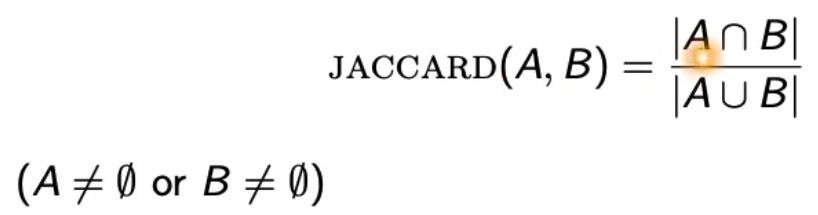 JACCARD(A, B) = |A ∩ B| / |A ∪ B|
(A ≠ ∅ or B ≠ ∅)